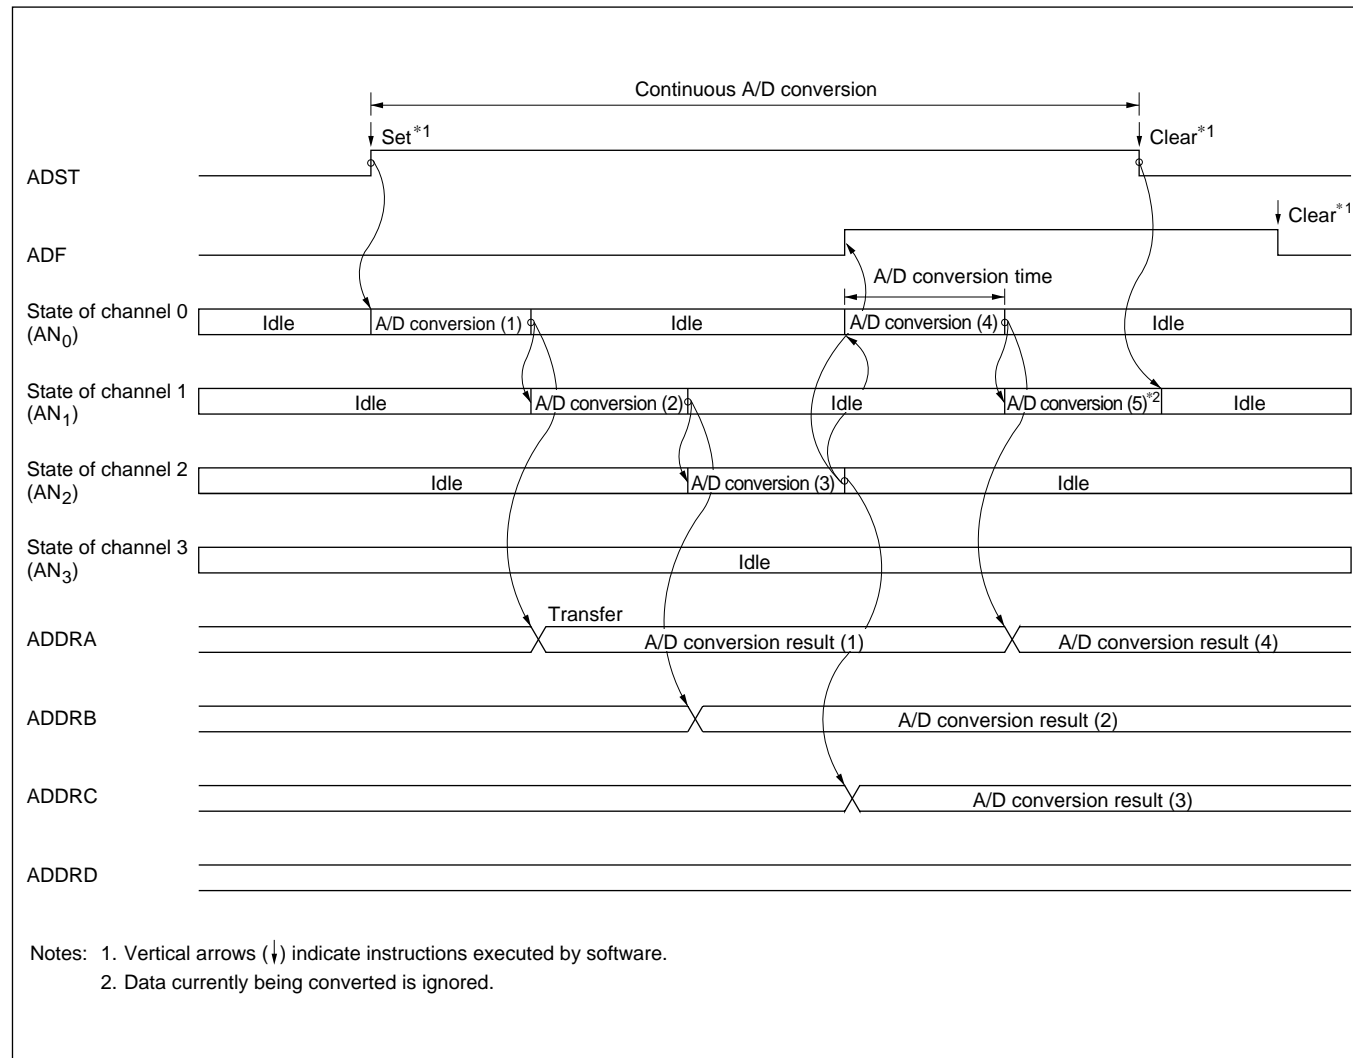 Continuous A/D conversion
Set*1
Clear*1
ADST
Clear*1
ADF
A/D conversion time
State of channel 0
(AN0)
Idle
A/D conversion (1)
Idle
A/D conversion (4)
Idle
State of channel 1
(AN1)
Idle
A/D conversion (2)
Idle
A/D conversion (5)*2
Idle
State of channel 2
(AN2)
Idle
A/D conversion (3)
Idle
State of channel 3
(AN3)
Idle
Transfer
ADDRA
A/D conversion result (1)
A/D conversion result (4)
ADDRB
A/D conversion result (2)
ADDRC
A/D conversion result (3)
ADDRD
Notes: 1. Vertical arrows (↓) indicate instructions executed by software.
2. Data currently being converted is ignored.